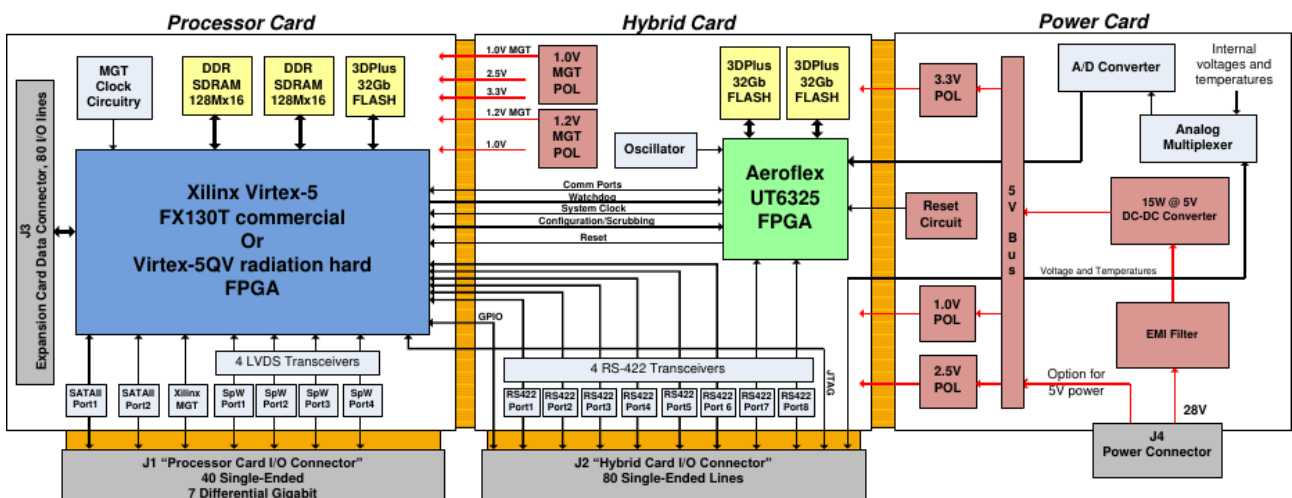 Processor Card
Hybrid Card
Power Card
MGT
Clock
Circuitry
DDR
SDRAM
128Mx16
DDR
SDRAM
128Mx16
3DPlus
32Gb
FLASH
1.0V MGT
2.5V
3.3V
1.2V MGT
1.0V
1.0V
MGT
POL
1.2V
MGT
POL
3DPlus
32Gb
FLASH
3DPlus
32Gb
FLASH
Oscillator
3.3V
POL
A/D Converter
Internal
voltages and
temperatures
Analog
Multiplexer
J3
Expansion Card Data Connector, 80 I/O lines
Xilinx Virtex-5
FX130T commercial
Or
Virtex-5QV radiation hard
FPGA
Comm Ports
Watchdog
System Clock
Configuration/Scrubbing
Reset
GPIO
Aeroflex
UT6325
FPGA
Reset
Circuit
5V Bus
15W @ 5V
DC-DC Converter
Voltage and Temperatures
1.0V
POL
EMI Filter
2.5V
POL
Option for
5V power
28V
4 LVDS Transceivers
SATAII
Port1
SATAII
Port2
Xilinx
MGT
SpW
Port1
SpW
Port2
SpW
Port3
SpW
Port4
4 RS-422 Transceivers
RS422
Port1
RS422
Port2
RS422
Port3
RS422
Port4
RS422
Port5
RS422
Port 6
RS422
Port7
RS422
Port8
JTAG
J1 “Processor Card I/O Connector”
40 Single-Ended
7 Differential Gigabit
J2 “Hybrid Card I/O Connector”
80 Single-Ended Lines
J4
Power Connector